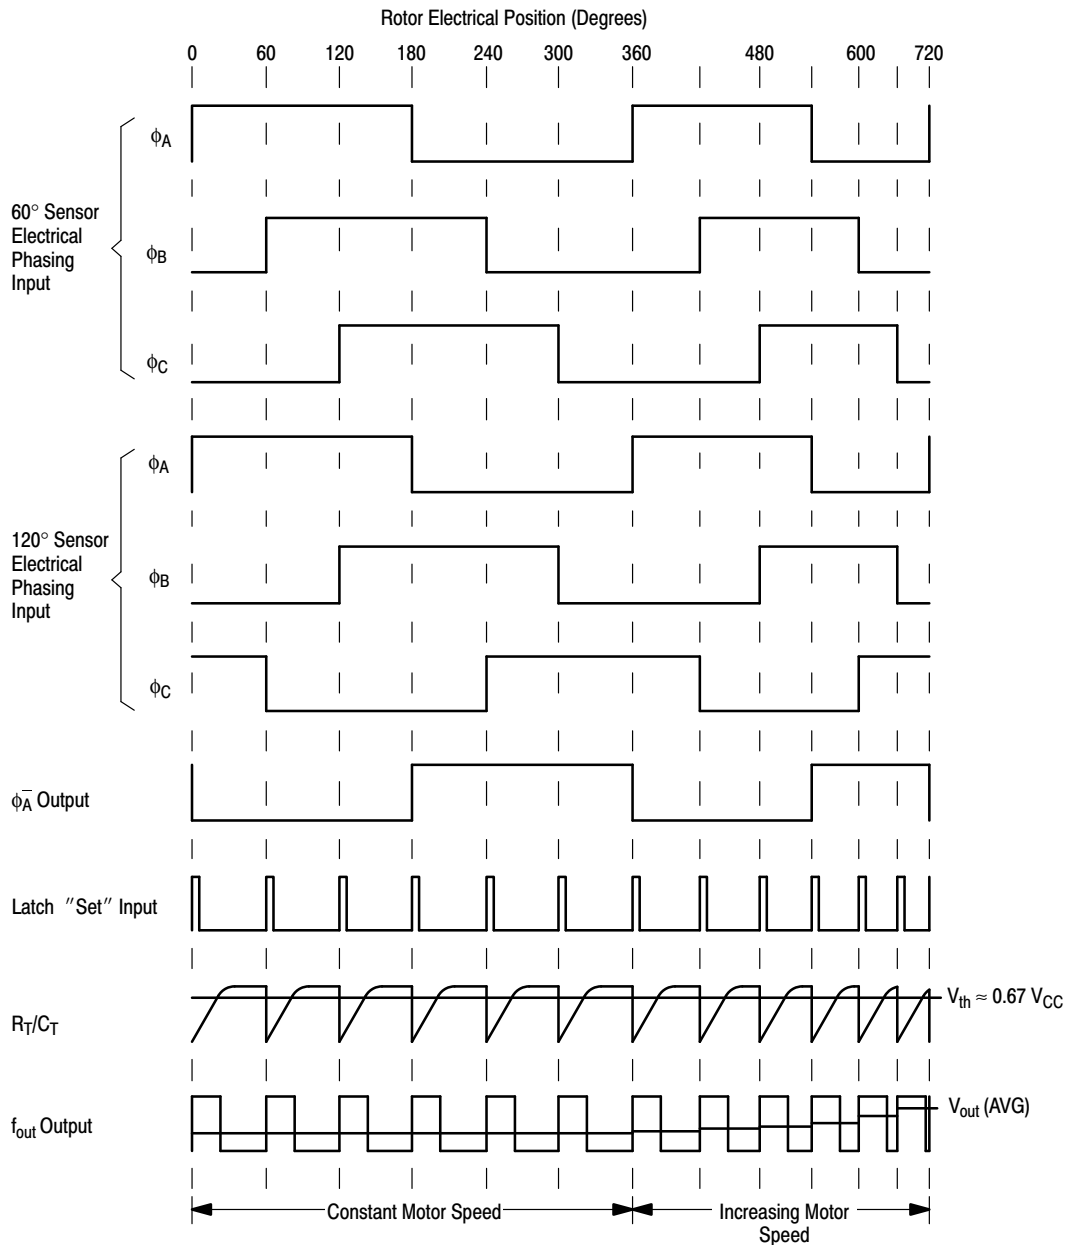 Rotor Electrical Position (Degrees)
0 60 120 180 240 300 360 480 600 720
60° Sensor
Electrical
Phasing
Input
ϕA
ϕB
ϕC
120° Sensor
Electrical
Phasing
Input
ϕA
ϕB
ϕC
ϕA̅ Output
Latch ″Set″ Input
RT/CT
Vth ≈ 0.67 VCC
fout Output
Vout (AVG)
Constant Motor Speed
Increasing Motor
Speed